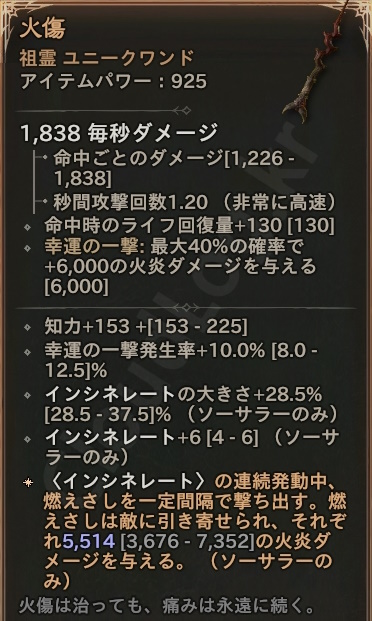 火傷
祖霊 ユニークワンド
アイテムパワー：925
1,838 毎秒ダメージ
命中ごとのダメージ[1,226 -
1,838]
秒間攻撃回数1.20 （非常に高速）
命中時のライフ回復量+130 [130]
幸運の一撃: 最大40%の確率で
+6,000の火炎ダメージを与える
[6,000]
知力+153 +[153 - 225]
幸運の一撃発生率+10.0% [8.0 -
12.5]%
インシネレートの大きさ+28.5%
[28.5 - 37.5]% （ソーサラーのみ）
インシネレート+6 [4 - 6] （ソーサ
ラーのみ）
〈インシネレート〉の連続発動中、
燃えさしを一定間隔で撃ち出す。燃
えさしは敵に引き寄せられ、それぞ
れ5,514 [3,676 - 7,352]の火炎ダ
メージを与える。 （ソーサラーの
み）
火傷は治っても、痛みは永遠に続く。